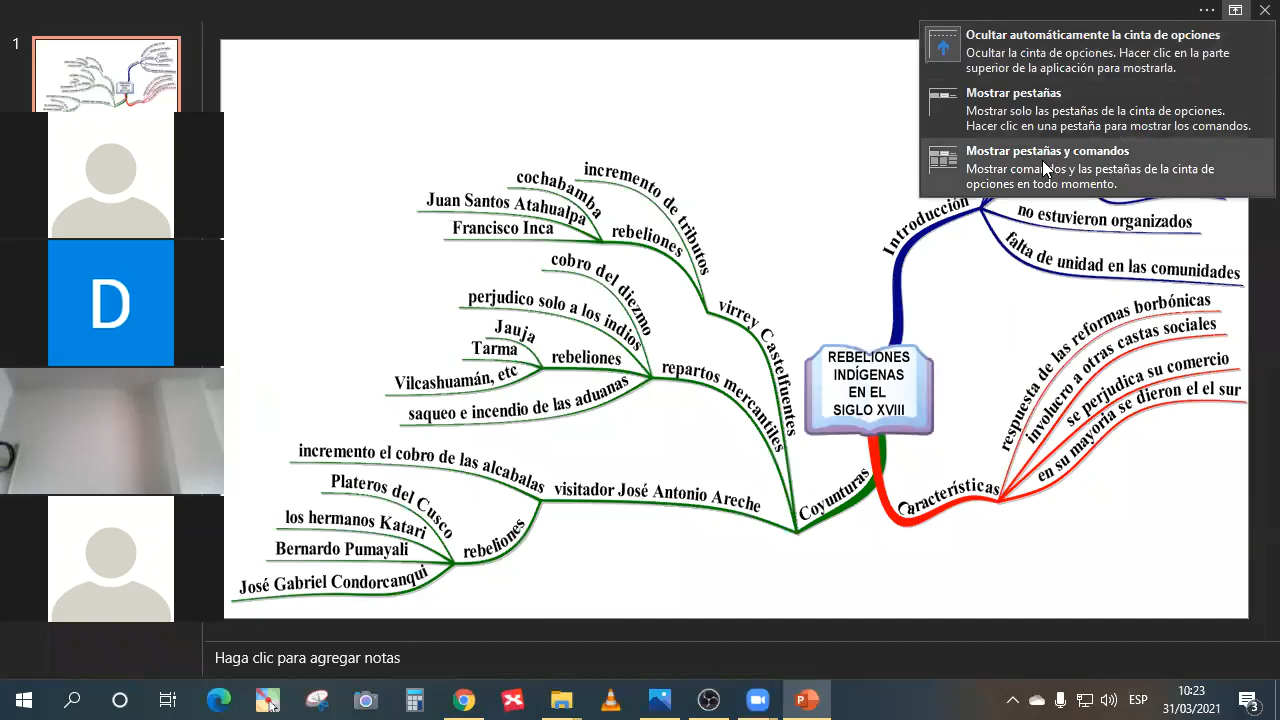 1
Ocultar automáticamente la cinta de opciones
Ocultar la cinta de opciones. Hacer clic en la parte
superior de la aplicación para mostrarla.
Mostrar pestañas
Mostrar solo las pestañas de la cinta de opciones.
Hacer clic en una pestaña para mostrar los comandos.
Mostrar pestañas y comandos
Mostrar comandos y las pestañas de la cinta de
opciones en todo momento.
D
REBELIONES
INDÍGENAS
EN EL
SIGLO XVIII
Introducción
no estuvieron organizados
falta de unidad en las comunidades
Características
respuesta de las reformas borbónicas
involucro a otras castas sociales
se perjudica su comercio
en su mayoria se dieron el el sur
Coyunturas
virrey Castelfuentes
incremento de tributos
rebeliones
cochabamba
Juan Santos Atahualpa
Francisco Inca
repartos mercantiles
cobro del diezmo
perjudico solo a los indios
rebeliones
Jauja
Tarma
Vilcashuamán, etc
saqueo e incendio de las aduanas
visitador José Antonio Areche
incremento el cobro de las alcabalas
rebeliones
Plateros del Cusco
los hermanos Katari
Bernardo Pumayali
José Gabriel Condorcanqui
Haga clic para agregar notas
ESP
10:23
31/03/2021
3